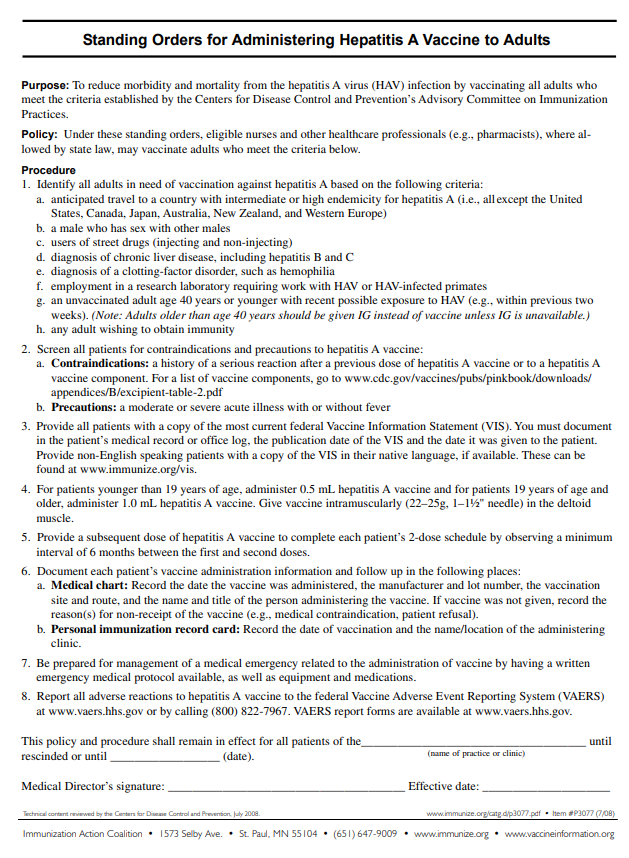 Standing Orders for Administering Hepatitis A Vaccine to Adults
Purpose: To reduce morbidity and mortality from the hepatitis A virus (HAV) infection by vaccinating all adults who
meet the criteria established by the Centers for Disease Control and Prevention's Advisory Committee on Immunization
Practices.
Policy: Under these standing orders, eligible nurses and other healthcare professionals (e.g., pharmacists), where al-
lowed by state law, may vaccinate adults who meet the criteria below.
Procedure
1. Identify all adults in need of vaccination against hepatitis A based on the following criteria:
a. anticipated travel to a country with intermediate or high endemicity for hepatitis A (i.e., all except the United
States, Canada, Japan, Australia, New Zealand, and Western Europe)
b. a male who has sex with other males
c. users of street drugs (injecting and non-injecting)
d. diagnosis of chronic liver disease, including hepatitis B and C
e. diagnosis of a clotting-factor disorder, such as hemophilia
f. employment in a research laboratory requiring work with HAV or HAV-infected primates
g. an unvaccinated adult age 40 years or younger with recent possible exposure to HAV (e.g., within previous two
weeks). (Note: Adults older than age 40 years should be given IG instead of vaccine unless IG is unavailable.)
h. any adult wishing to obtain immunity
2. Screen all patients for contraindications and precautions to hepatitis A vaccine:
a. Contraindications: a history of a serious reaction after a previous dose of hepatitis A vaccine or to a hepatitis A
vaccine component. For a list of vaccine components, go to www.cdc.gov/vaccines/pubs/pinkbook/downloads/
appendices/B/excipient-table-2.pdf
b. Precautions: a moderate or severe acute illness with or without fever
3. Provide all patients with a copy of the most current federal Vaccine Information Statement (VIS). You must document
in the patient's medical record or office log, the publication date of the VIS and the date it was given to the patient.
Provide non-English speaking patients with a copy of the VIS in their native language, if available. These can be
found at www.immunize.org/vis.
4. For patients younger than 19 years of age, administer 0.5 mL hepatitis A vaccine and for patients 19 years of age and
older, administer 1.0 mL hepatitis A vaccine. Give vaccine intramuscularly (22–25g, 1–1½" needle) in the deltoid
muscle.
5. Provide a subsequent dose of hepatitis A vaccine to complete each patient's 2-dose schedule by observing a minimum
interval of 6 months between the first and second doses.
6. Document each patient's vaccine administration information and follow up in the following places:
a. Medical chart: Record the date the vaccine was administered, the manufacturer and lot number, the vaccination
site and route, and the name and title of the person administering the vaccine. If vaccine was not given, record the
reason(s) for non-receipt of the vaccine (e.g., medical contraindication, patient refusal).
b. Personal immunization record card: Record the date of vaccination and the name/location of the administering
clinic.
7. Be prepared for management of a medical emergency related to the administration of vaccine by having a written
emergency medical protocol available, as well as equipment and medications.
8. Report all adverse reactions to hepatitis A vaccine to the federal Vaccine Adverse Event Reporting System (VAERS)
at www.vaers.hhs.gov or by calling (800) 822-7967. VAERS report forms are available at www.vaers.hhs.gov.
This policy and procedure shall remain in effect for all patients of the____ until
(name of practice or clinic)
rescinded or until ____ (date).
Medical Director's signature: ____ Effective date: ____
Technical content reviewed by the Centers for Disease Control and Prevention, July 2008. www.immunize.org/catg.d/p3077.pdf • Item #P3077 (7/08)
Immunization Action Coalition • 1573 Selby Ave. • St. Paul, MN 55104 • (651) 647-9009 • www.immunize.org • www.vaccineinformation.org